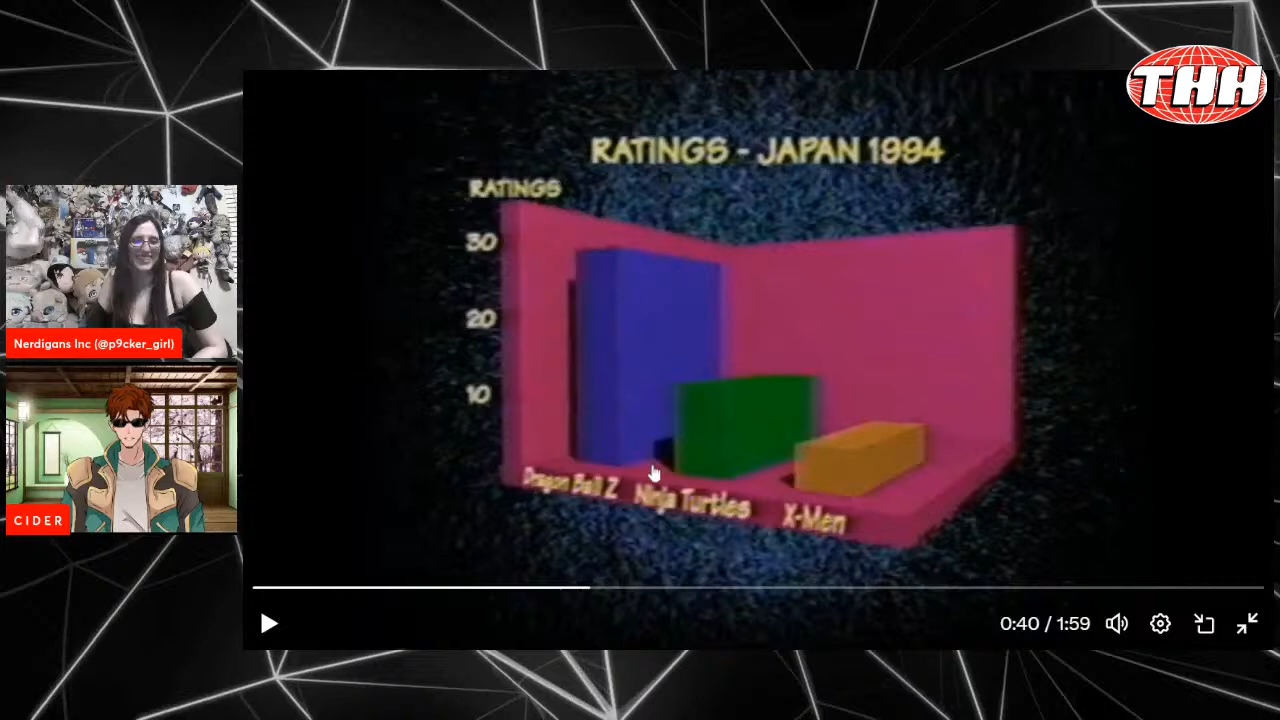 THH
RATINGS - JAPAN 1994
RATINGS
30
20
10
Dragon Ball Z
Ninja Turtles
X-Men
Nerdigans Inc (@p9cker_girl)
CIDER
0:40 / 1:59